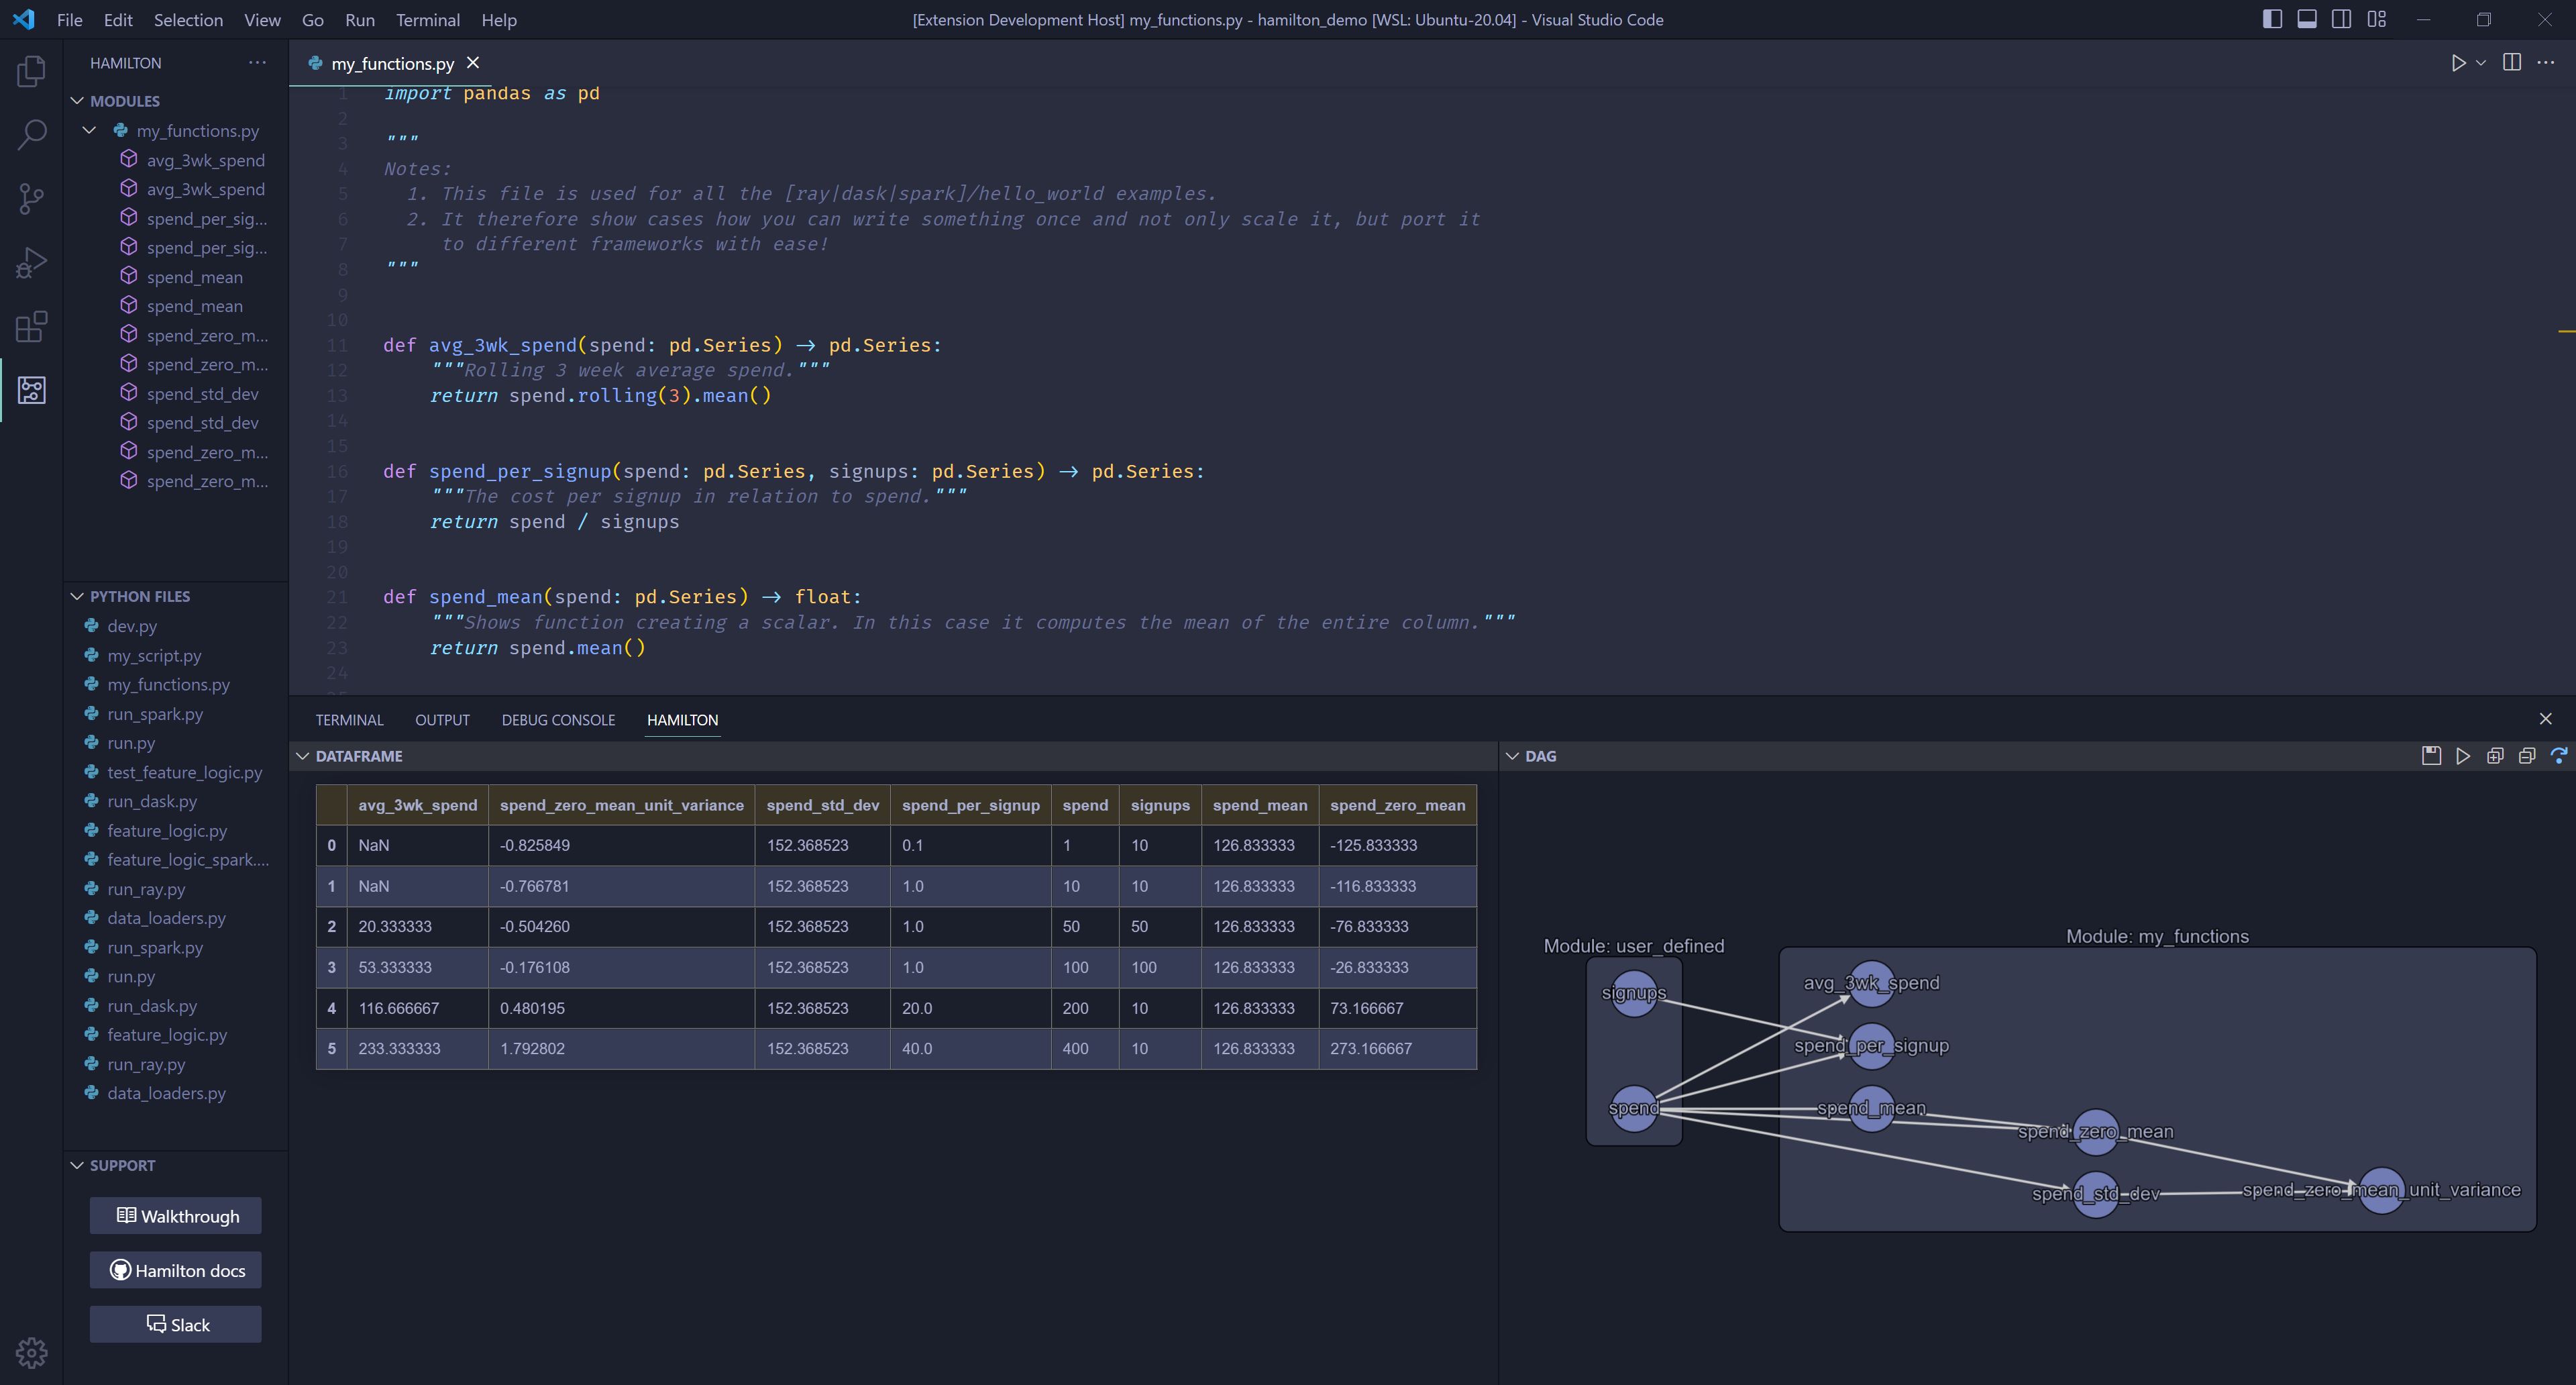 File Edit Selection View Go Run Terminal Help
[Extension Development Host] my_functions.py - hamilton_demo [WSL: Ubuntu-20.04] - Visual Studio Code
HAMILTON
MODULES
my_functions.py
avg_3wk_spend
avg_3wk_spend
spend_per_sig...
spend_per_sig...
spend_mean
spend_mean
spend_zero_m...
spend_zero_m...
spend_std_dev
spend_std_dev
spend_zero_m...
spend_zero_m...
PYTHON FILES
dev.py
my_script.py
my_functions.py
run_spark.py
run.py
test_feature_logic.py
run_dask.py
feature_logic.py
feature_logic_spark....
run_ray.py
data_loaders.py
run_spark.py
run.py
run_dask.py
feature_logic.py
run_ray.py
data_loaders.py
SUPPORT
Walkthrough
Hamilton docs
Slack
my_functions.py
1 import pandas as pd
2
3 """
4 Notes:
5 1. This file is used for all the [ray|dask|spark]/hello_world examples.
6 2. It therefore show cases how you can write something once and not only scale it, but port it
7 to different frameworks with ease!
8 """
9
10
11 def avg_3wk_spend(spend: pd.Series) → pd.Series:
12 """Rolling 3 week average spend."""
13 return spend.rolling(3).mean()
14
15
16 def spend_per_signup(spend: pd.Series, signups: pd.Series) → pd.Series:
17 """The cost per signup in relation to spend."""
18 return spend / signups
19
20
21 def spend_mean(spend: pd.Series) → float:
22 """Shows function creating a scalar. In this case it computes the mean of the entire column."""
23 return spend.mean()
24
TERMINAL OUTPUT DEBUG CONSOLE HAMILTON
DATAFRAME
avg_3wk_spend spend_zero_mean_unit_variance spend_std_dev spend_per_signup spend signups spend_mean spend_zero_mean
0 NaN -0.825849 152.368523 0.1 1 10 126.833333 -125.833333
1 NaN -0.766781 152.368523 1.0 10 10 126.833333 -116.833333
2 20.333333 -0.504260 152.368523 1.0 50 50 126.833333 -76.833333
3 53.333333 -0.176108 152.368523 1.0 100 100 126.833333 -26.833333
4 116.666667 0.480195 152.368523 20.0 200 10 126.833333 73.166667
5 233.333333 1.792802 152.368523 40.0 400 10 126.833333 273.166667
DAG
Module: user_defined
signups
spend
Module: my_functions
avg_3wk_spend
spend_per_signup
spend_mean
spend_zero_mean
spend_std_dev
spend_zero_mean_unit_variance